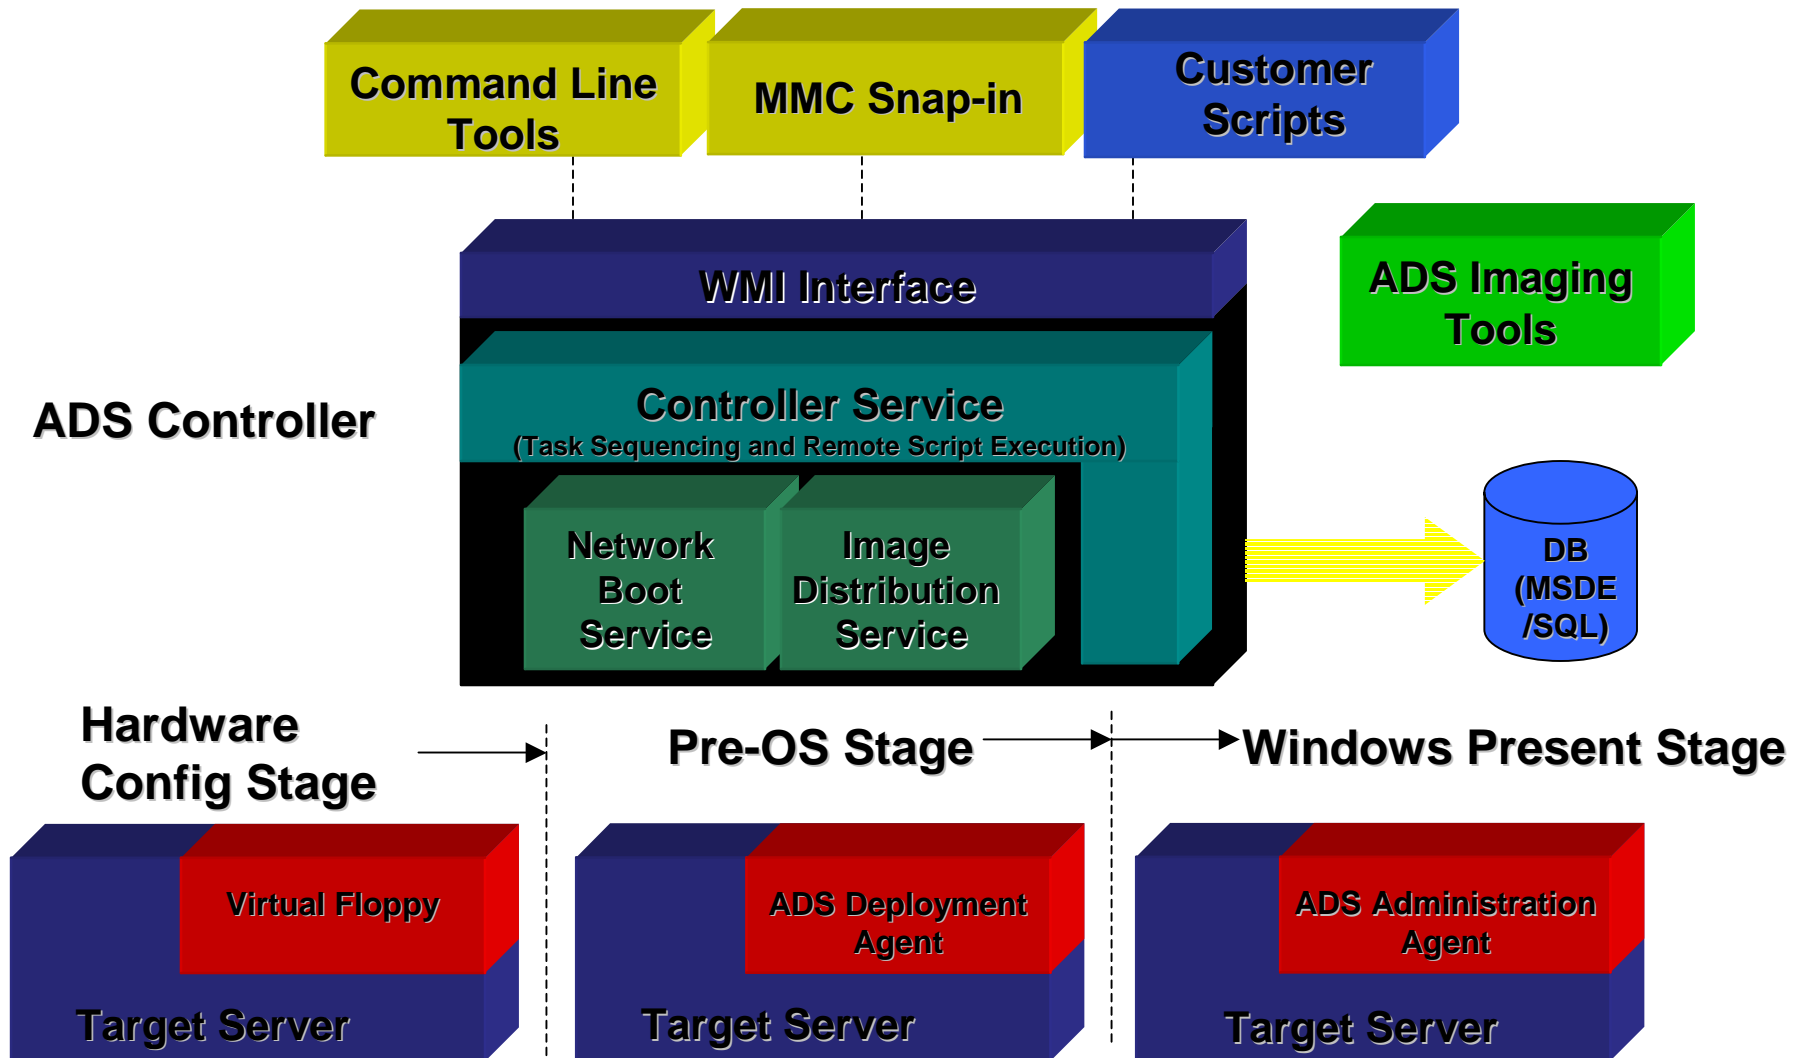 Command Line
Tools
MMC Snap-in
Customer
Scripts
WMI Interface
ADS Imaging
Tools
ADS Controller
Controller Service
(Task Sequencing and Remote Script Execution)
Network
Boot
Service
Image
Distribution
Service
DB
(MSDE
/SQL)
Hardware
Config Stage
Pre-OS Stage
Windows Present Stage
Virtual Floppy
Target Server
ADS Deployment
Agent
Target Server
ADS Administration
Agent
Target Server